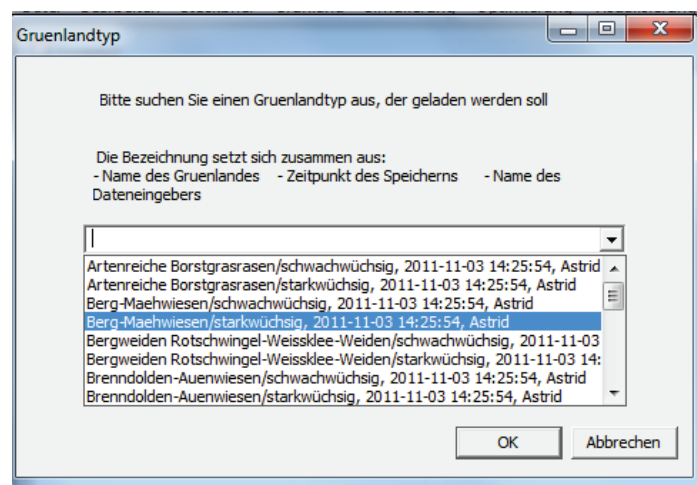 Gruenlandtyp
Bitte suchen Sie einen Gruenlandtyp aus, der geladen werden soll
Die Bezeichnung setzt sich zusammen aus:
- Name des Gruenlandes - Zeitpunkt des Speicherns - Name des
Dateneingebers
Artenreiche Borstgrasrasen/schwachwüchsig, 2011-11-03 14:25:54, Astrid
Artenreiche Borstgrasrasen/starkwüchsig, 2011-11-03 14:25:54, Astrid
Berg-Maehwiesen/schwachwüchsig, 2011-11-03 14:25:54, Astrid
Berg-Maehwiesen/starkwüchsig, 2011-11-03 14:25:54, Astrid
Bergweiden Rotschwingel-Weissklee-Weiden/schwachwüchsig, 2011-11-03
Bergweiden Rotschwingel-Weissklee-Weiden/starkwüchsig, 2011-11-03 14:
Brenndolden-Auenwiesen/schwachwüchsig, 2011-11-03 14:25:54, Astrid
Brenndolden-Auenwiesen/starkwüchsig, 2011-11-03 14:25:54, Astrid
OK Abbrechen